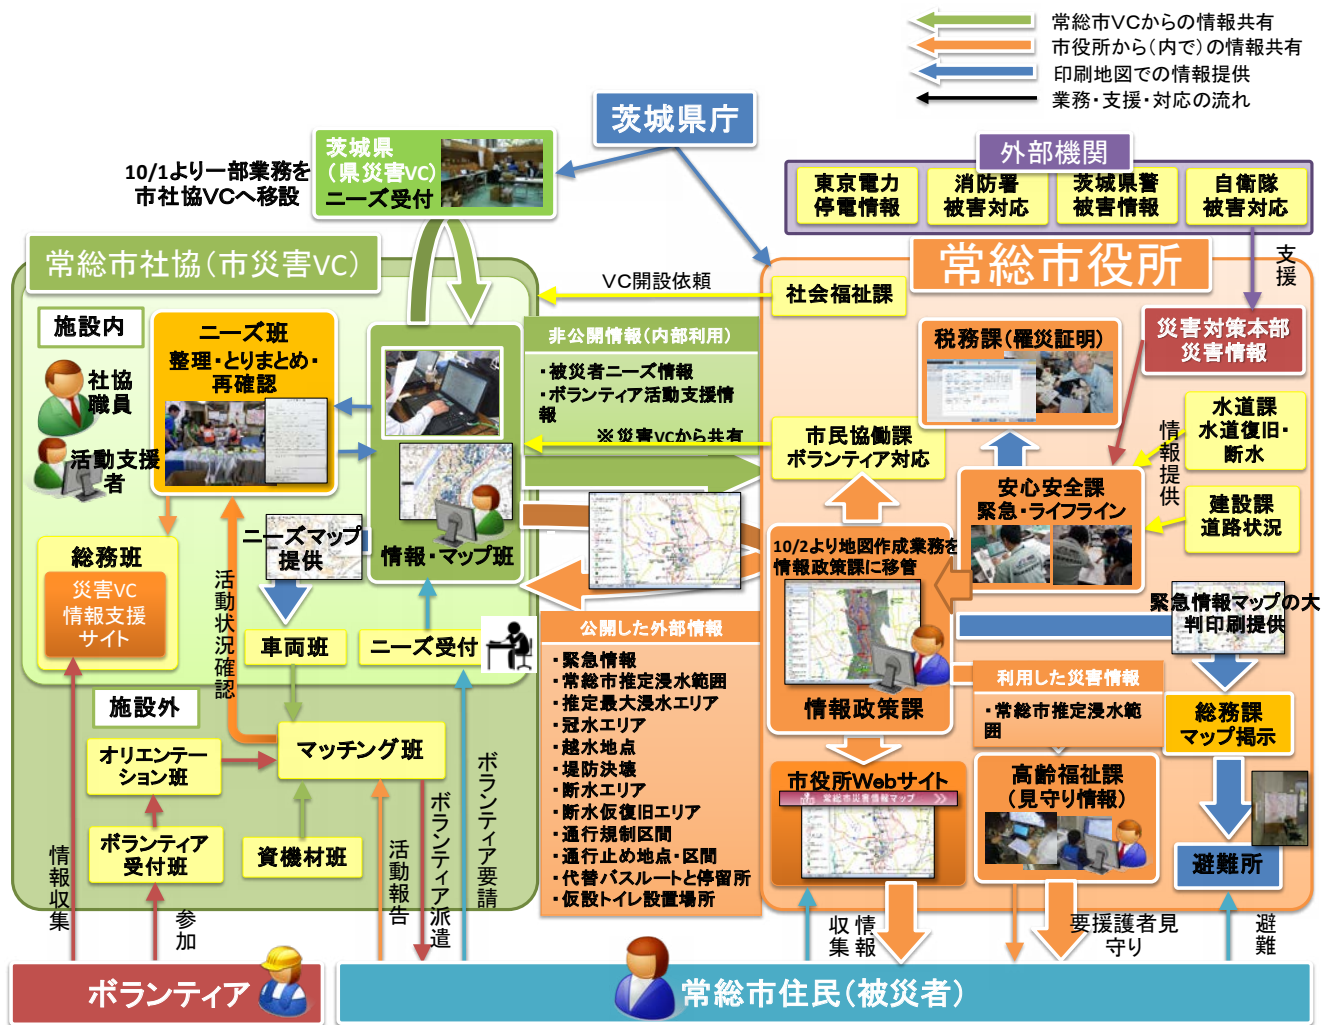 常総市VCからの情報共有
市役所から(内で)の情報共有
印刷地図での情報提供
業務・支援・対応の流れ
茨城県庁
茨城県
(県災害VC)
ニーズ受付
10/1より一部業務を
市社協VCへ移設
外部機関
東京電力
停電情報
消防署
被害対応
茨城県警
被害情報
自衛隊
被害対応
支援
常総市社協(市災害VC)
施設内
社協
職員
活動支援
者
ニーズ班
整理・とりまとめ・
再確認
情報・マップ班
ニーズマップ
提供
総務班
災害VC
情報支援
サイト
活動状況確認
車両班
ニーズ受付
施設外
マッチング班
オリエンテー
ション班
ボランティア
受付班
資機材班
情報収集
参加
活動報告
ボランティア派遣
ボランティア要請
VC開設依頼
非公開情報(内部利用)
・被災者ニーズ情報
・ボランティア活動支援情
報
※災害VCから共有
公開した外部情報
・緊急情報
・常総市推定浸水範囲
・推定最大浸水エリア
・冠水エリア
・越水地点
・堤防決壊
・断水エリア
・断水仮復旧エリア
・通行規制区間
・通行止め地点・区間
・代替バスルートと停留所
・仮設トイレ設置場所
常総市役所
社会福祉課
税務課(罹災証明)
災害対策本部
災害情報
市民協働課
ボランティア対応
水道課
水道復旧・
断水
情報提供
建設課
道路状況
安心安全課
緊急・ライフライン
10/2より地図作成業務を
情報政策課に移管
情報政策課
緊急情報マップの大
判印刷提供
利用した災害情報
・常総市推定浸水範
囲
総務課
マップ掲示
市役所Webサイト
常総市災害情報マップ
高齢福祉課
(見守り情報)
避難所
情報
収集
要援護者見
守り
避難
ボランティア
常総市住民(被災者)